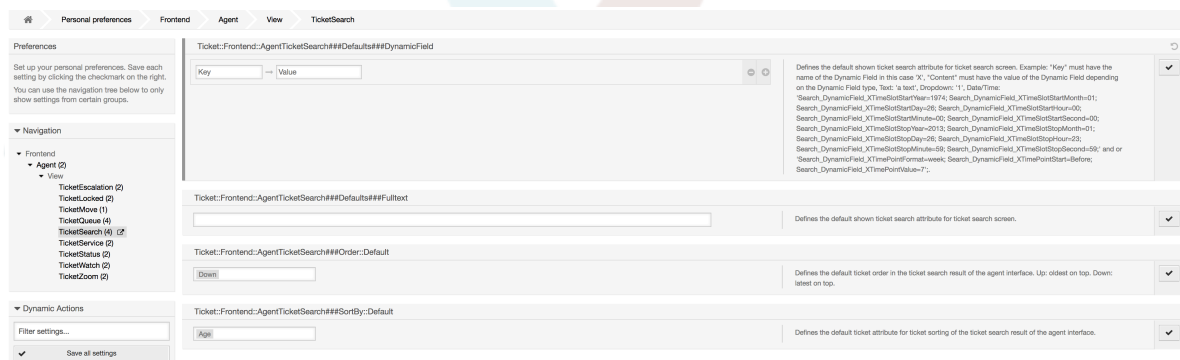 Personal preferences Frontend Agent View TicketSearch
Preferences
Set up your personal preferences. Save each
setting by clicking the checkmark on the right.
You can use the navigation tree below to only
show settings from certain groups.
Navigation
Frontend
Agent (2)
View
TicketEscalation (2)
TicketLocked (2)
TicketMove (1)
TicketQueue (4)
TicketSearch (4)
TicketService (2)
TicketStatus (2)
TicketWatch (2)
TicketZoom (2)
Dynamic Actions
Filter settings...
Save all settings
Ticket::Frontend::AgentTicketSearch###Defaults###DynamicField
Key → Value
Defines the default shown ticket search attribute for ticket search screen. Example: "Key" must have the
name of the Dynamic Field in this case 'X', "Content" must have the value of the Dynamic Field depending
on the Dynamic Field type, Text: 'a text', Dropdown: '1', Date/Time:
'Search_DynamicField_XTimeSlotStartYear=1974; Search_DynamicField_XTimeSlotStartMonth=01;
Search_DynamicField_XTimeSlotStartDay=26; Search_DynamicField_XTimeSlotStartHour=00;
Search_DynamicField_XTimeSlotStartMinute=00; Search_DynamicField_XTimeSlotStartSecond=00;
Search_DynamicField_XTimeSlotStopYear=2013; Search_DynamicField_XTimeSlotStopMonth=01;
Search_DynamicField_XTimeSlotStopDay=26; Search_DynamicField_XTimeSlotStopHour=23;
Search_DynamicField_XTimeSlotStopMinute=59; Search_DynamicField_XTimeSlotStopSecond=59;' and or
'Search_DynamicField_XTimePointFormat=week; Search_DynamicField_XTimePointStart=Before;
Search_DynamicField_XTimePointValue=7';.
Ticket::Frontend::AgentTicketSearch###Defaults###Fulltext
Defines the default shown ticket search attribute for ticket search screen.
Ticket::Frontend::AgentTicketSearch###Order::Default
Down
Defines the default ticket order in the ticket search result of the agent interface. Up: oldest on top. Down:
latest on top.
Ticket::Frontend::AgentTicketSearch###SortBy::Default
Age
Defines the default ticket attribute for ticket sorting of the ticket search result of the agent interface.